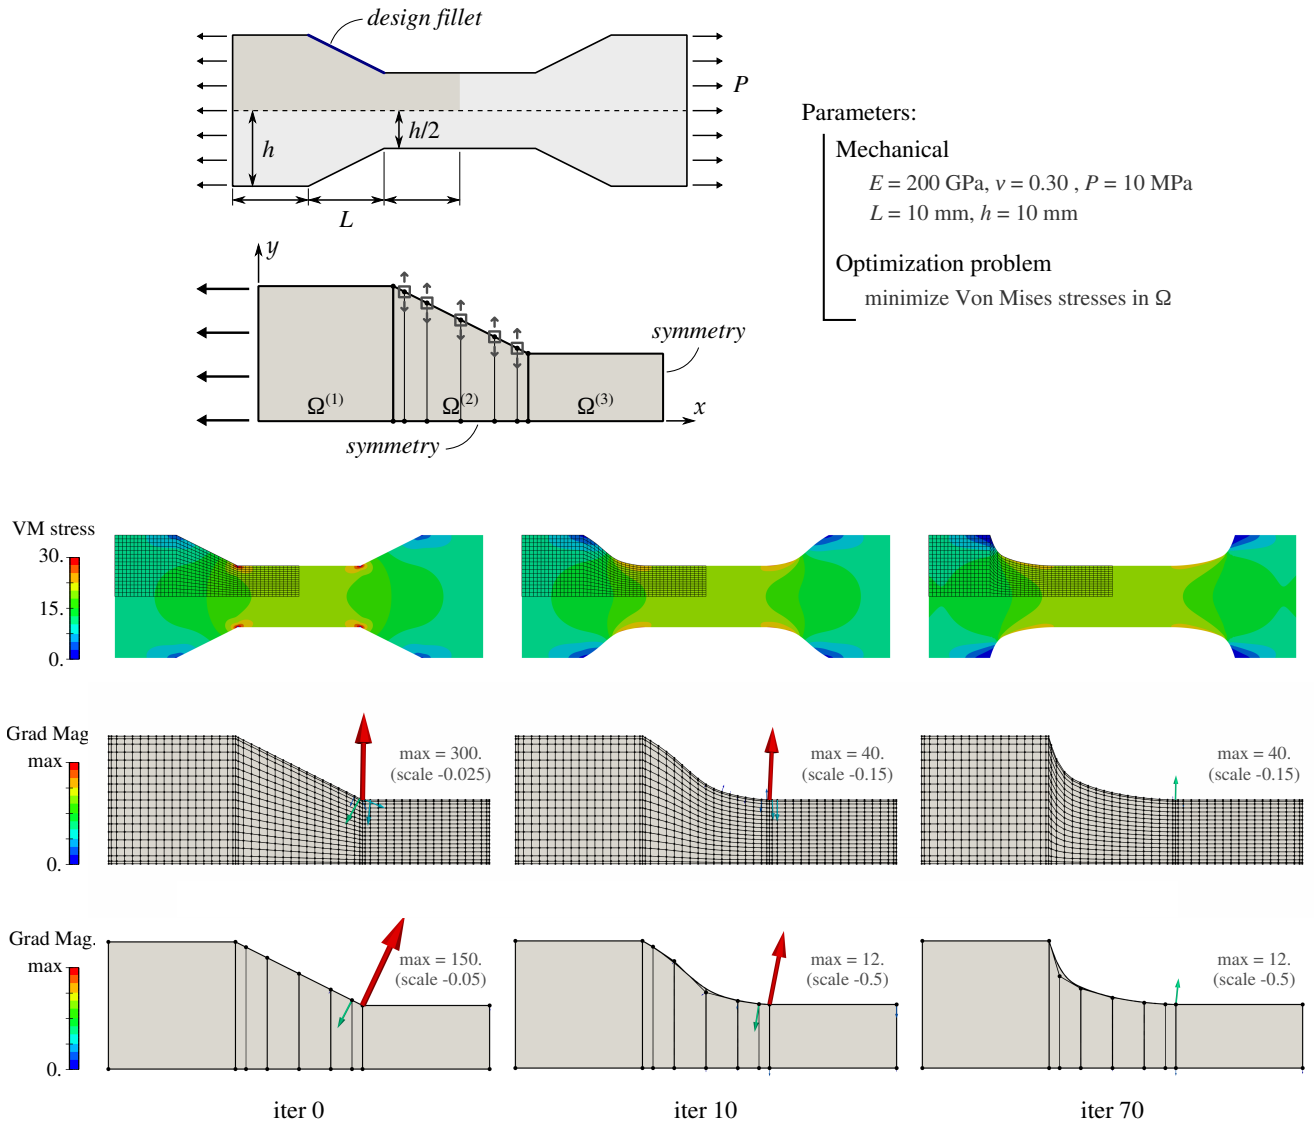 design fillet
P
h
h/2
L
Parameters:
Mechanical
E = 200 GPa, ν = 0.30 , P = 10 MPa
L = 10 mm, h = 10 mm
Optimization problem
minimize Von Mises stresses in Ω
y
symmetry
Ω(1)
Ω(2)
Ω(3)
x
symmetry
VM stress
30.
15.
0.
Grad Mag
max
0.
max = 300.
(scale -0.025)
max = 40.
(scale -0.15)
max = 40.
(scale -0.15)
Grad Mag.
max
0.
max = 150.
(scale -0.05)
max = 12.
(scale -0.5)
max = 12.
(scale -0.5)
iter 0
iter 10
iter 70